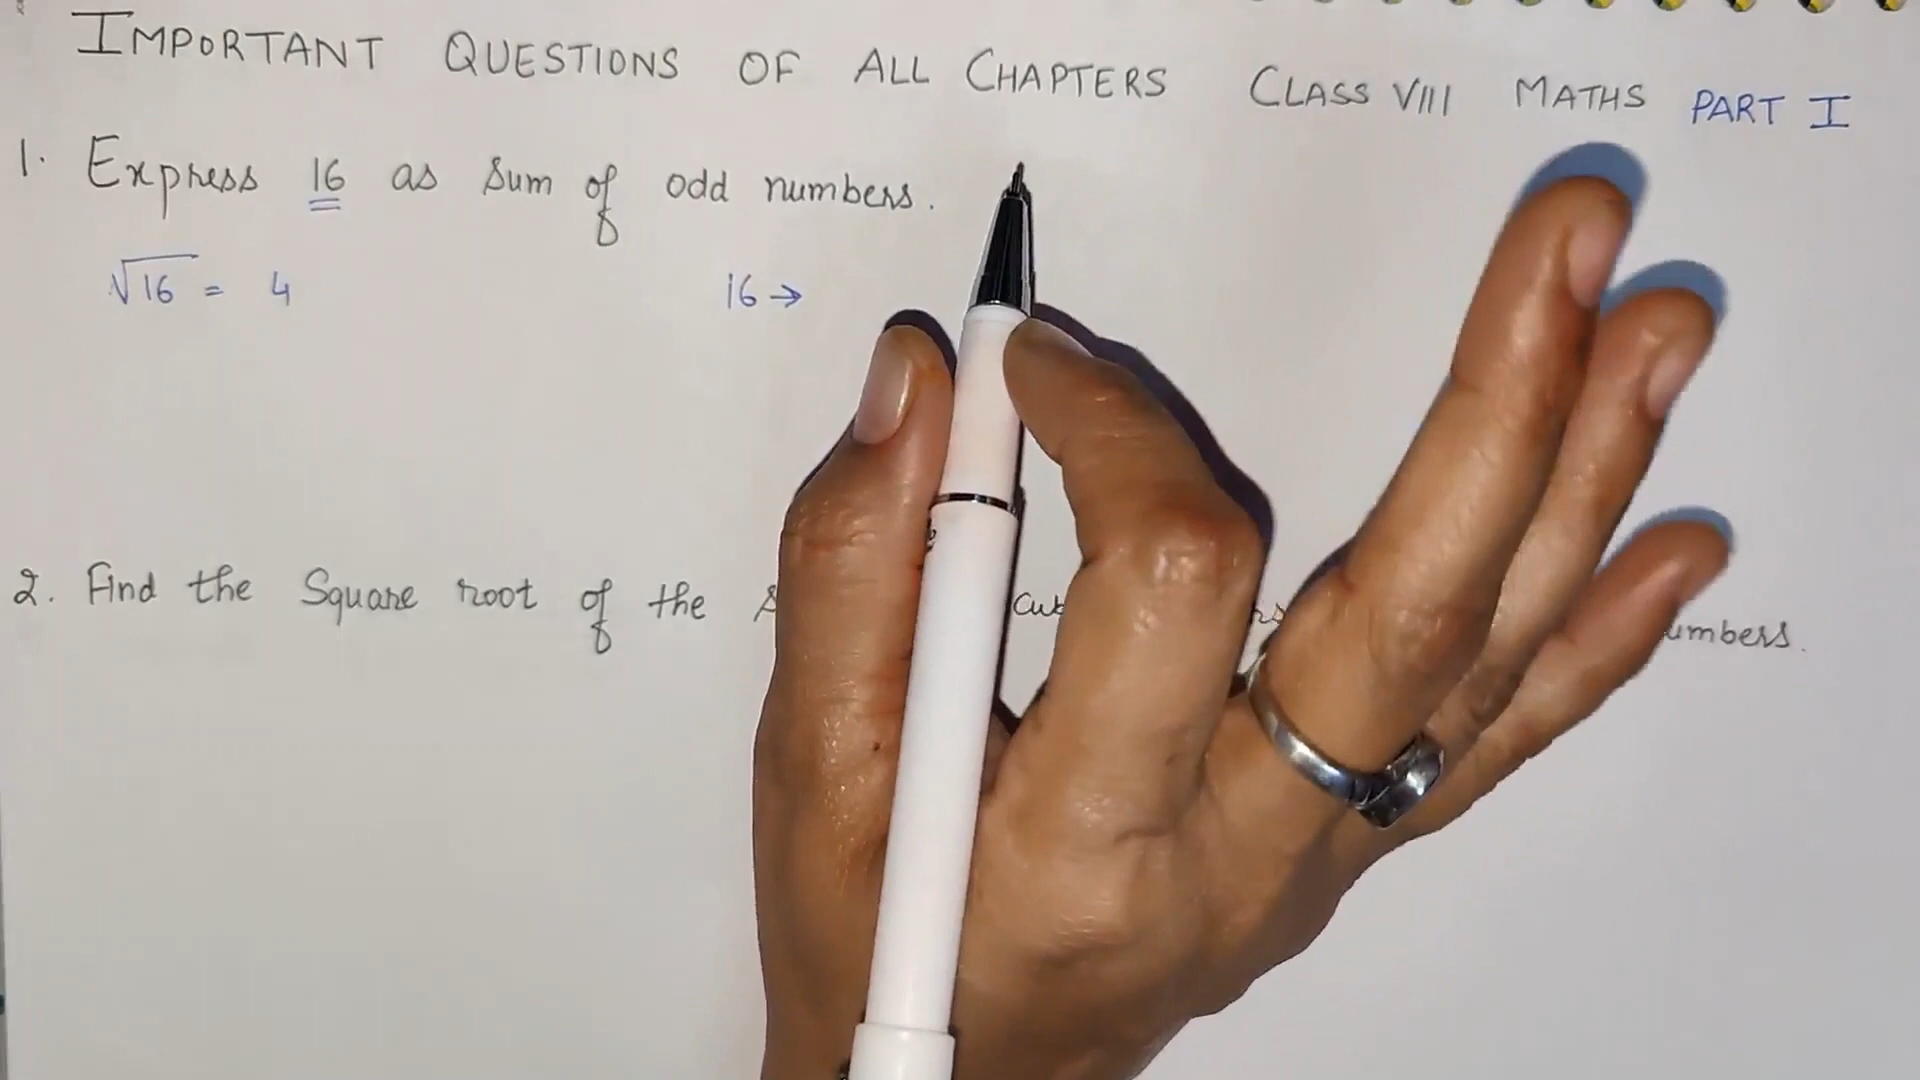 IMPORTANT QUESTIONS OF ALL CHAPTERS CLASS VIII MATHS PART I
1. Express 16 as sum of odd numbers.
√16 = 4 16 →
2. Find the Square root of the